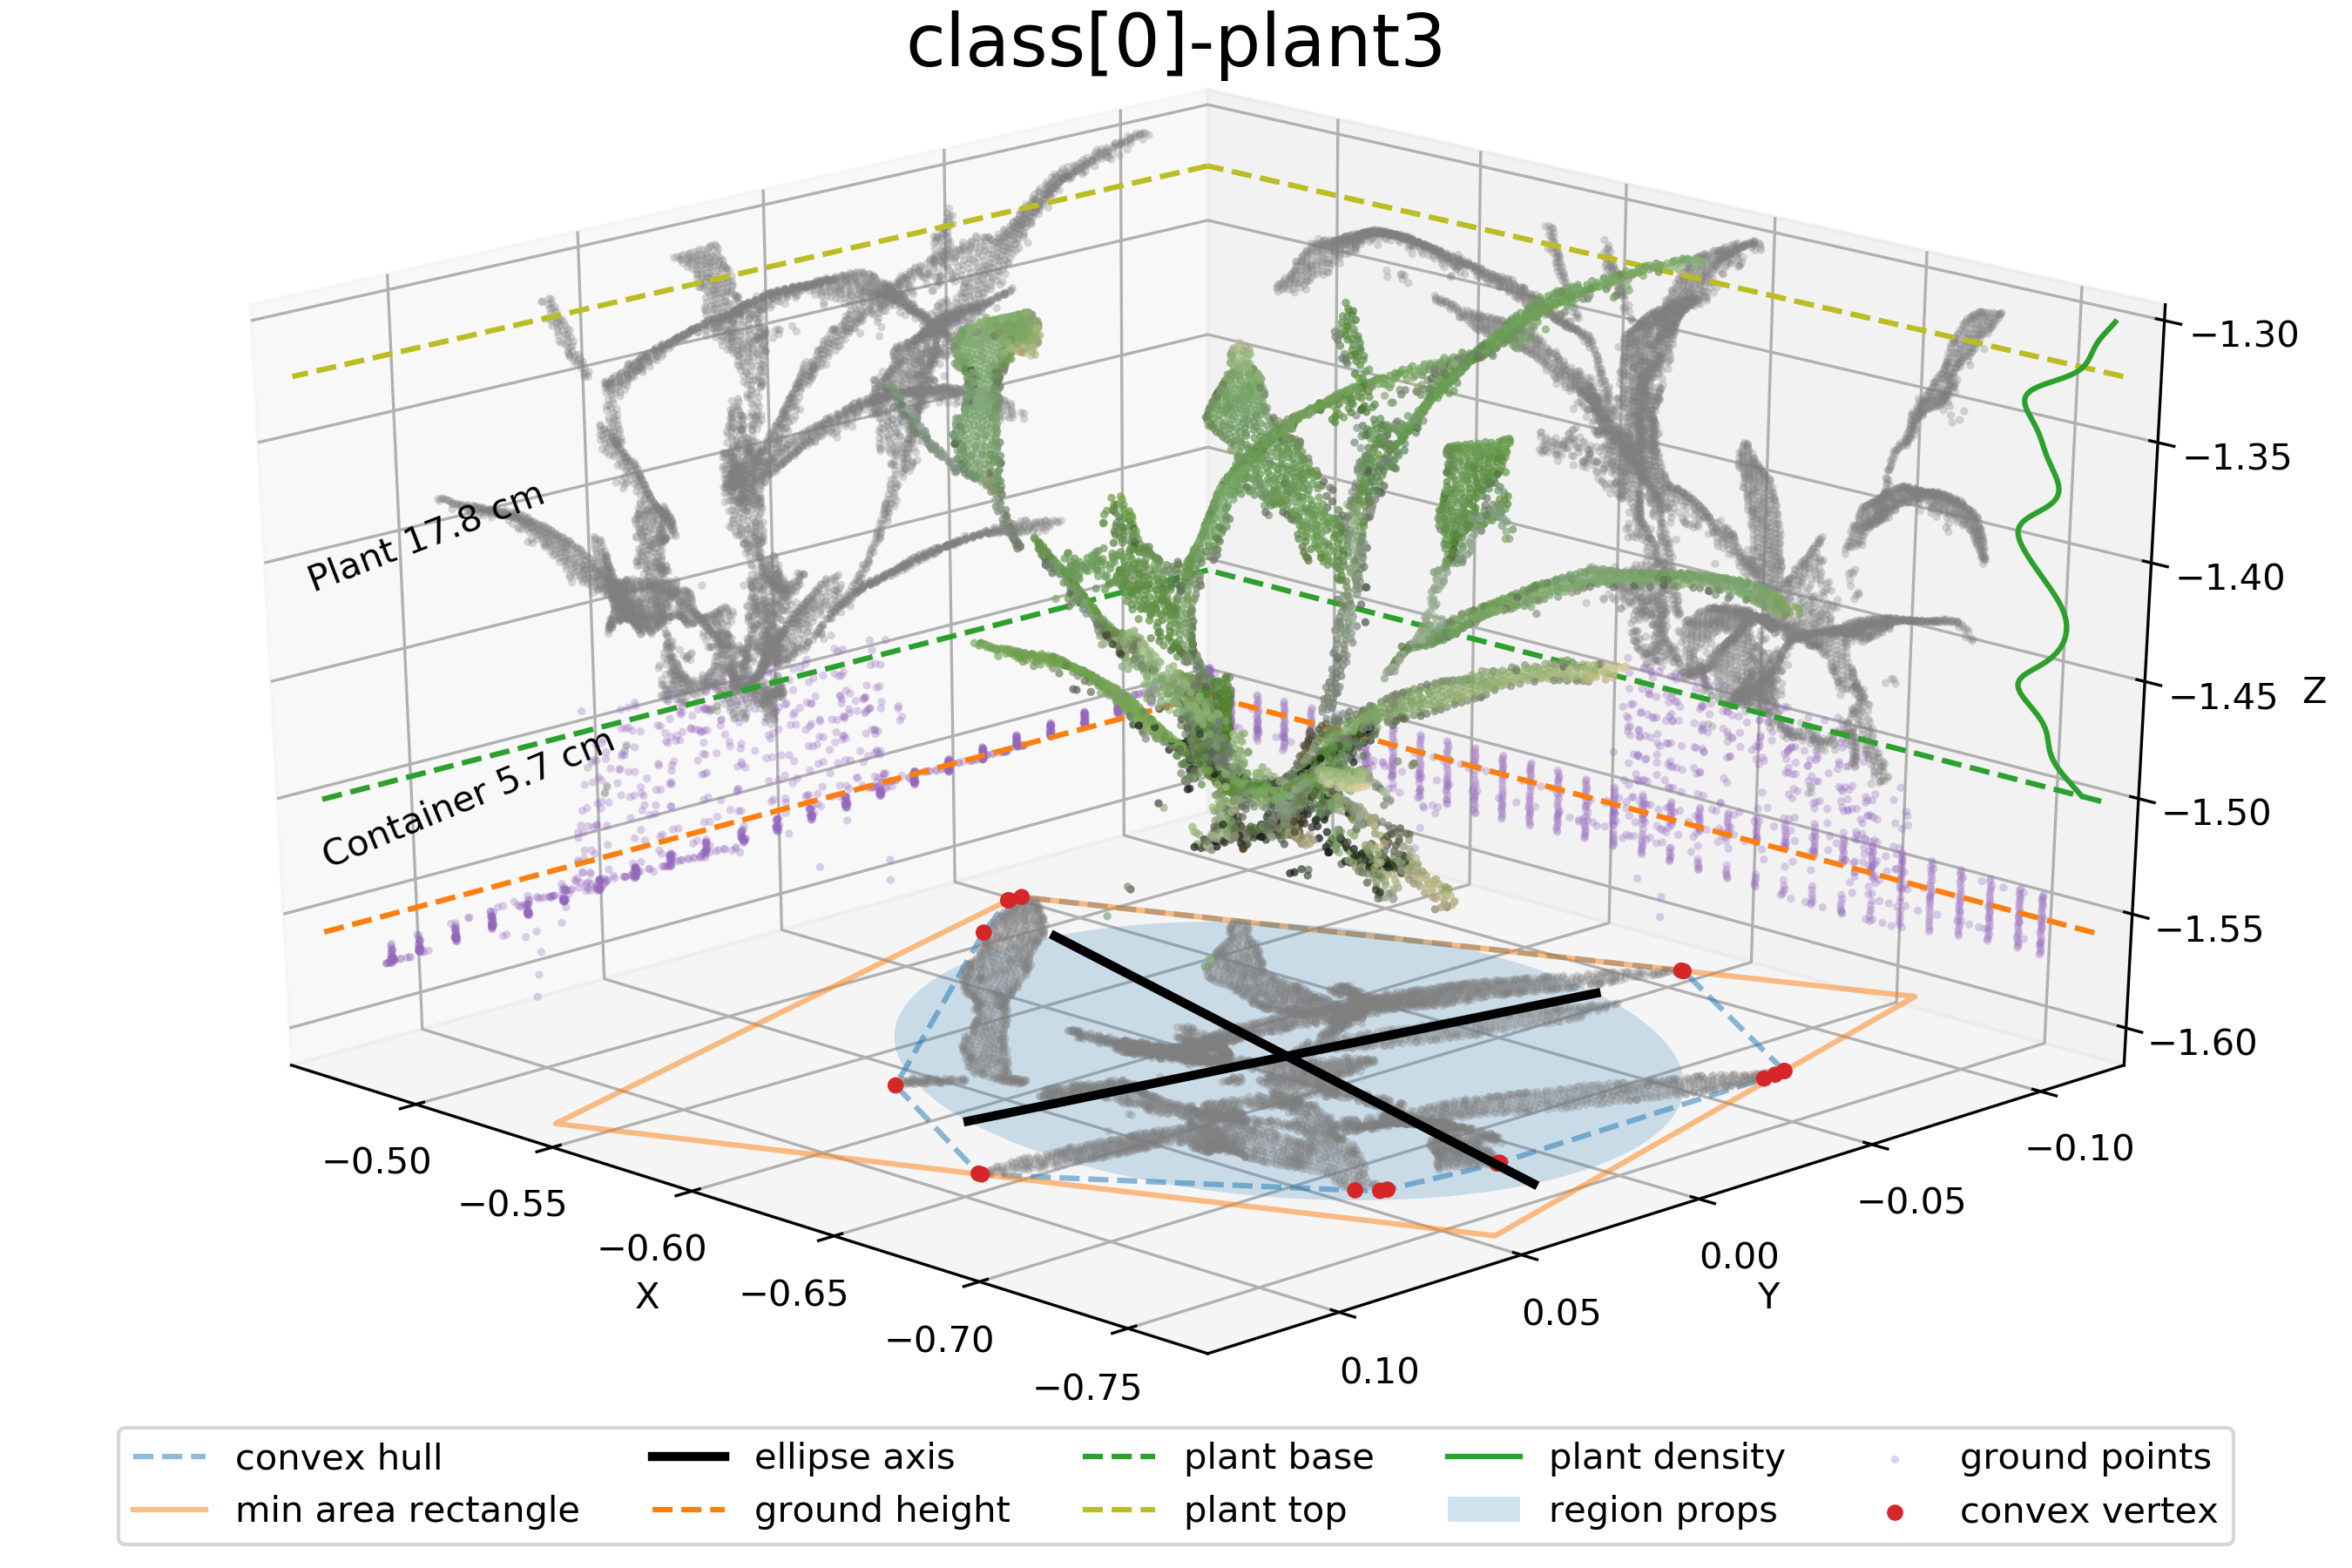 class[0]-plant3
Plant 17.8 cm
Container 5.7 cm
−1.30
−1.35
−1.40
−1.45
−1.50
−1.55
−1.60
Z
−0.50
−0.55
−0.60
−0.65
−0.70
−0.75
X
0.10
0.05
0.00
−0.05
−0.10
Y
convex hull
min area rectangle
ellipse axis
ground height
plant base
plant top
plant density
region props
ground points
convex vertex